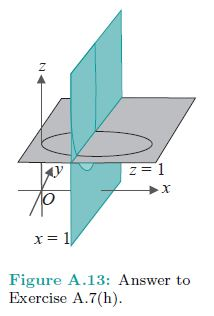 z
y
z = 1
x
O
x = 1
Figure A.13: Answer to
Exercise A.7(h).